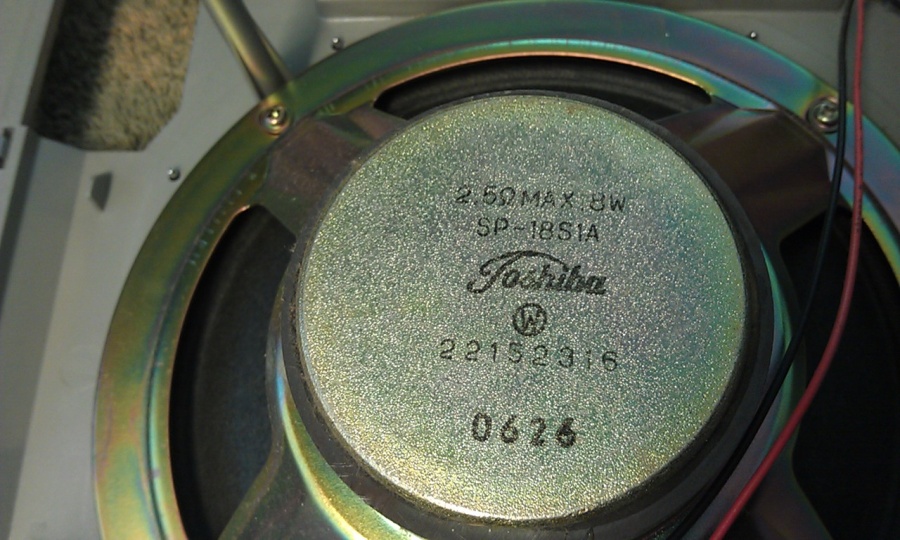 2.5Ω MAX 8W
SP-18S1A
Toshiba
W
22152316
0626